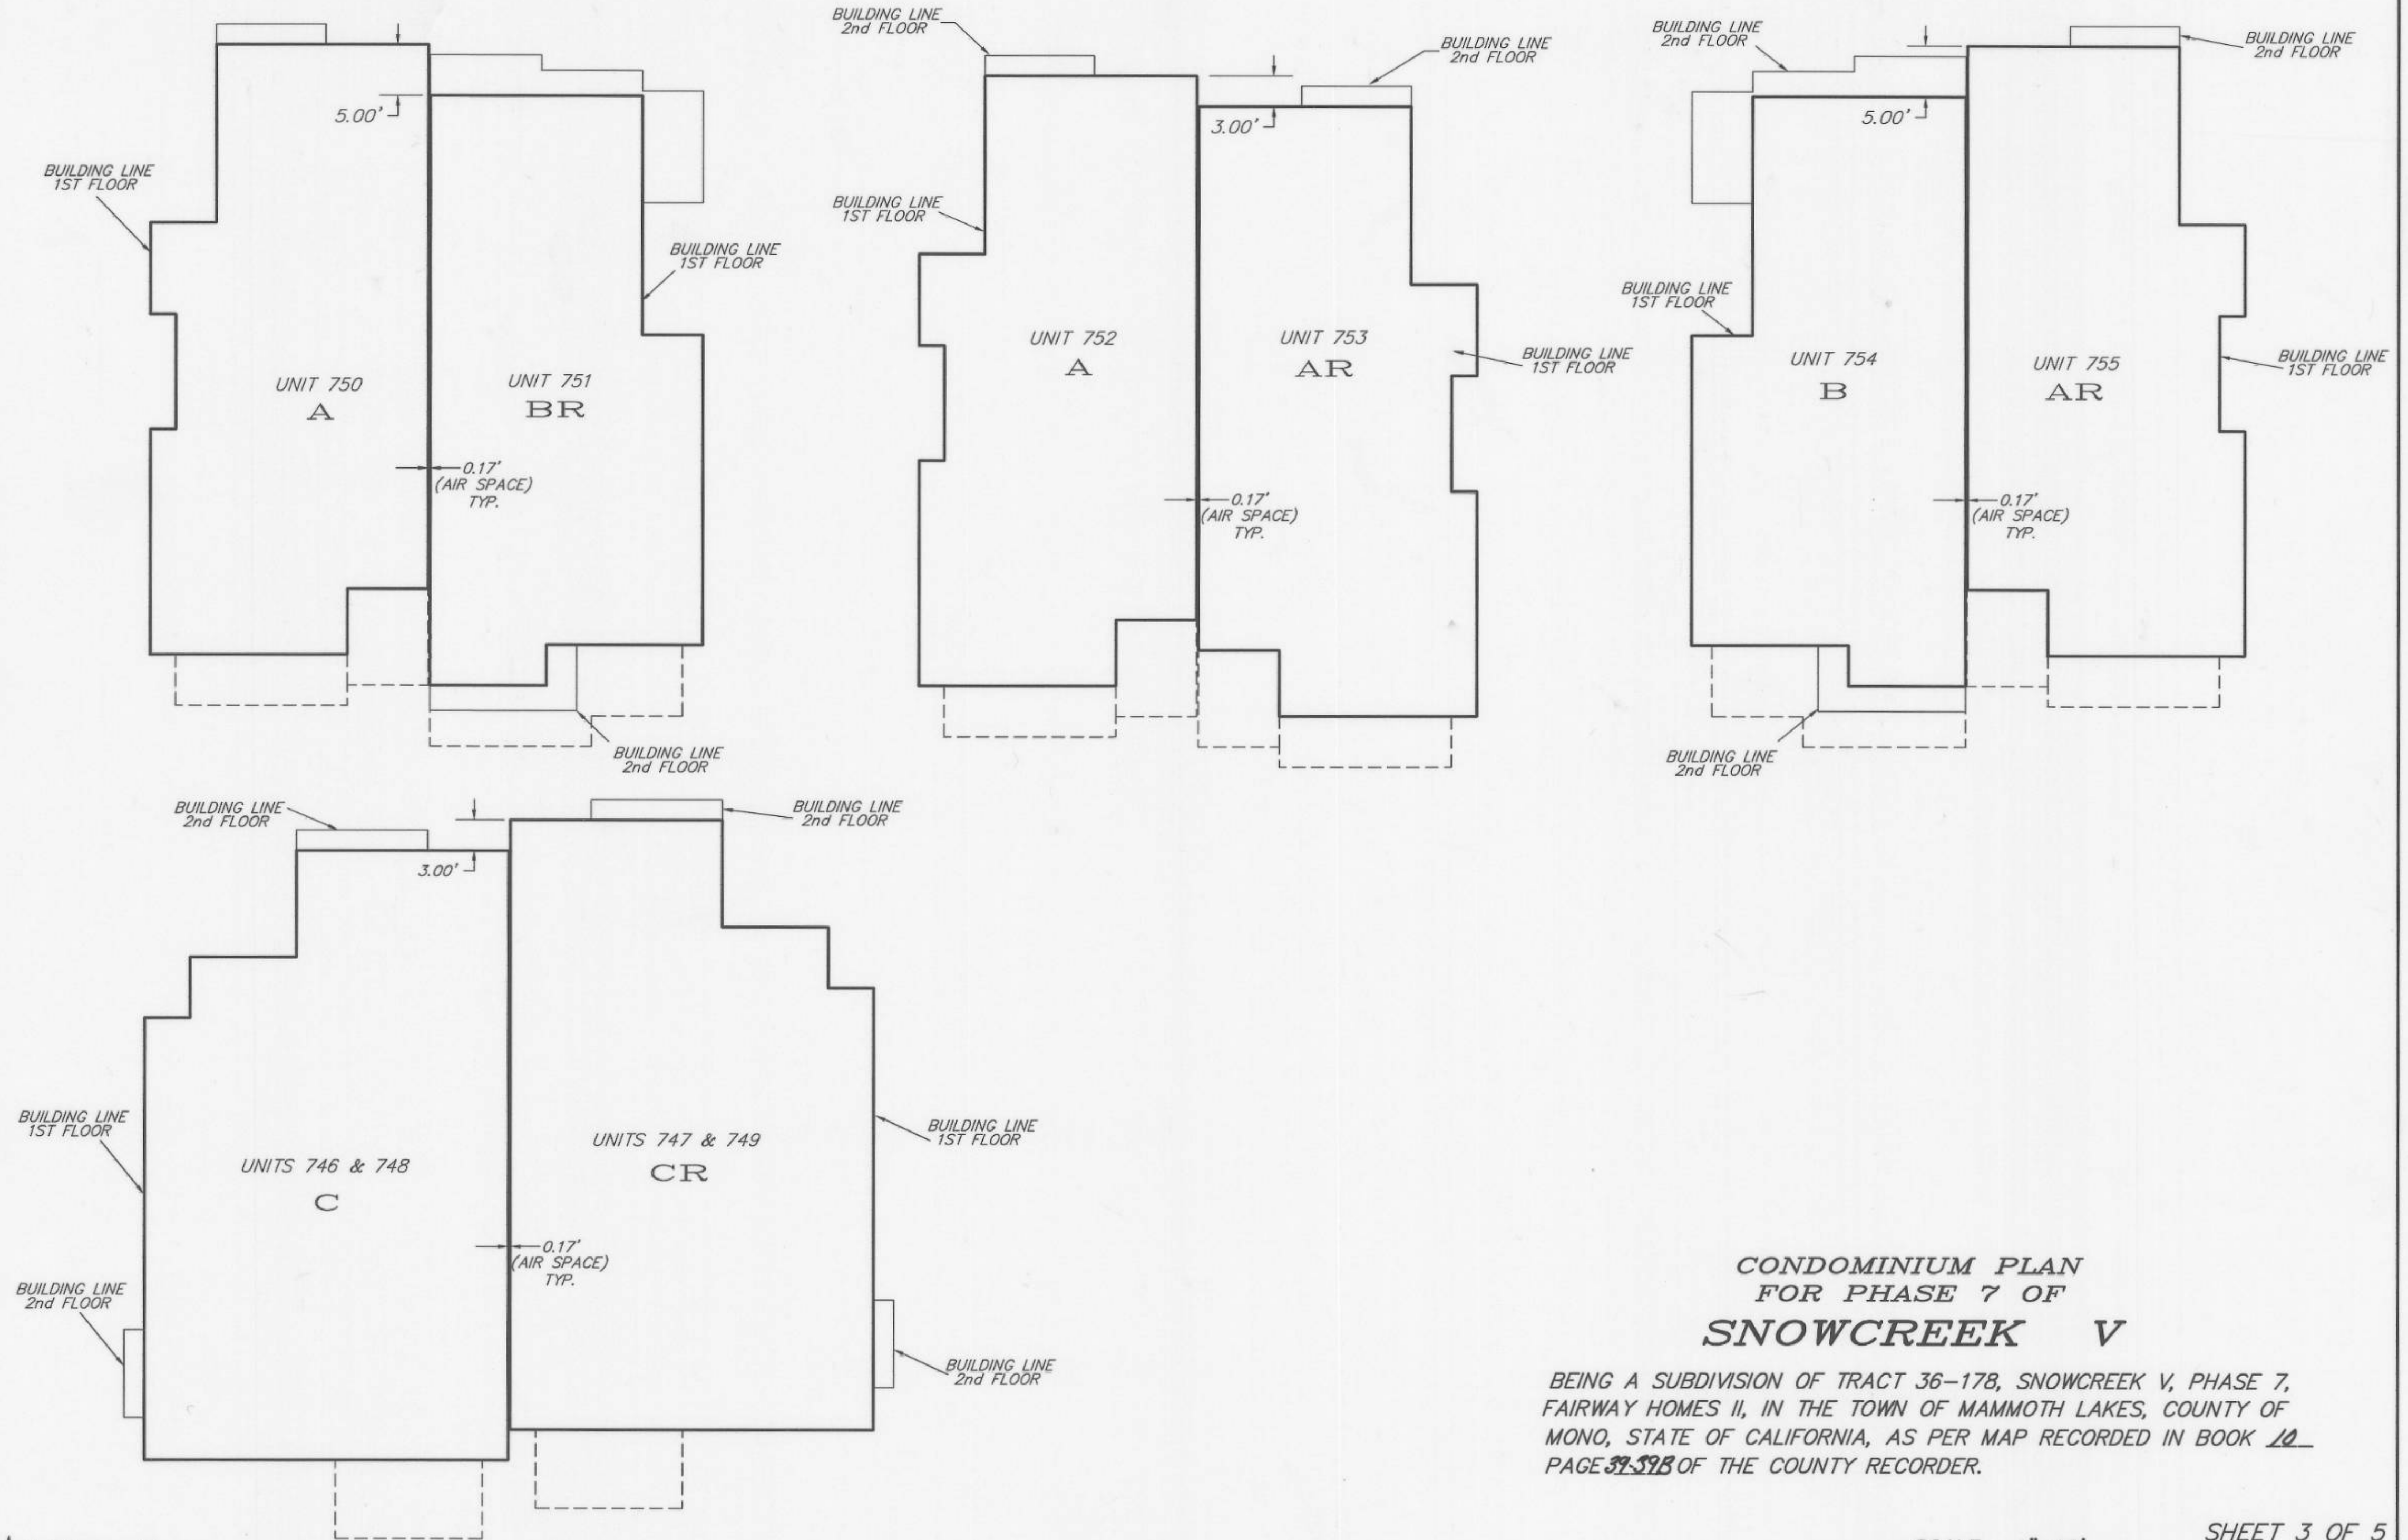 BUILDING LINE
2nd FLOOR
BUILDING LINE
2nd FLOOR
BUILDING LINE
2nd FLOOR
BUILDING LINE
2nd FLOOR
5.00'
3.00'
5.00'
BUILDING LINE
1ST FLOOR
BUILDING LINE
1ST FLOOR
BUILDING LINE
1ST FLOOR
BUILDING LINE
1ST FLOOR
UNIT 750
A
UNIT 751
BR
UNIT 752
A
UNIT 753
AR
BUILDING LINE
1ST FLOOR
UNIT 754
B
UNIT 755
AR
BUILDING LINE
1ST FLOOR
0.17'
(AIR SPACE)
TYP.
0.17'
(AIR SPACE)
TYP.
0.17'
(AIR SPACE)
TYP.
BUILDING LINE
2nd FLOOR
BUILDING LINE
2nd FLOOR
BUILDING LINE
2nd FLOOR
BUILDING LINE
2nd FLOOR
3.00'
BUILDING LINE
1ST FLOOR
UNITS 746 & 748
C
UNITS 747 & 749
CR
BUILDING LINE
1ST FLOOR
0.17'
(AIR SPACE)
TYP.
BUILDING LINE
2nd FLOOR
BUILDING LINE
2nd FLOOR
CONDOMINIUM PLAN
FOR PHASE 7 OF
SNOWCREEK V
BEING A SUBDIVISION OF TRACT 36-178, SNOWCREEK V, PHASE 7,
FAIRWAY HOMES II, IN THE TOWN OF MAMMOTH LAKES, COUNTY OF
MONO, STATE OF CALIFORNIA, AS PER MAP RECORDED IN BOOK 10
PAGE 39-39B OF THE COUNTY RECORDER.
SHEET 3 OF 5